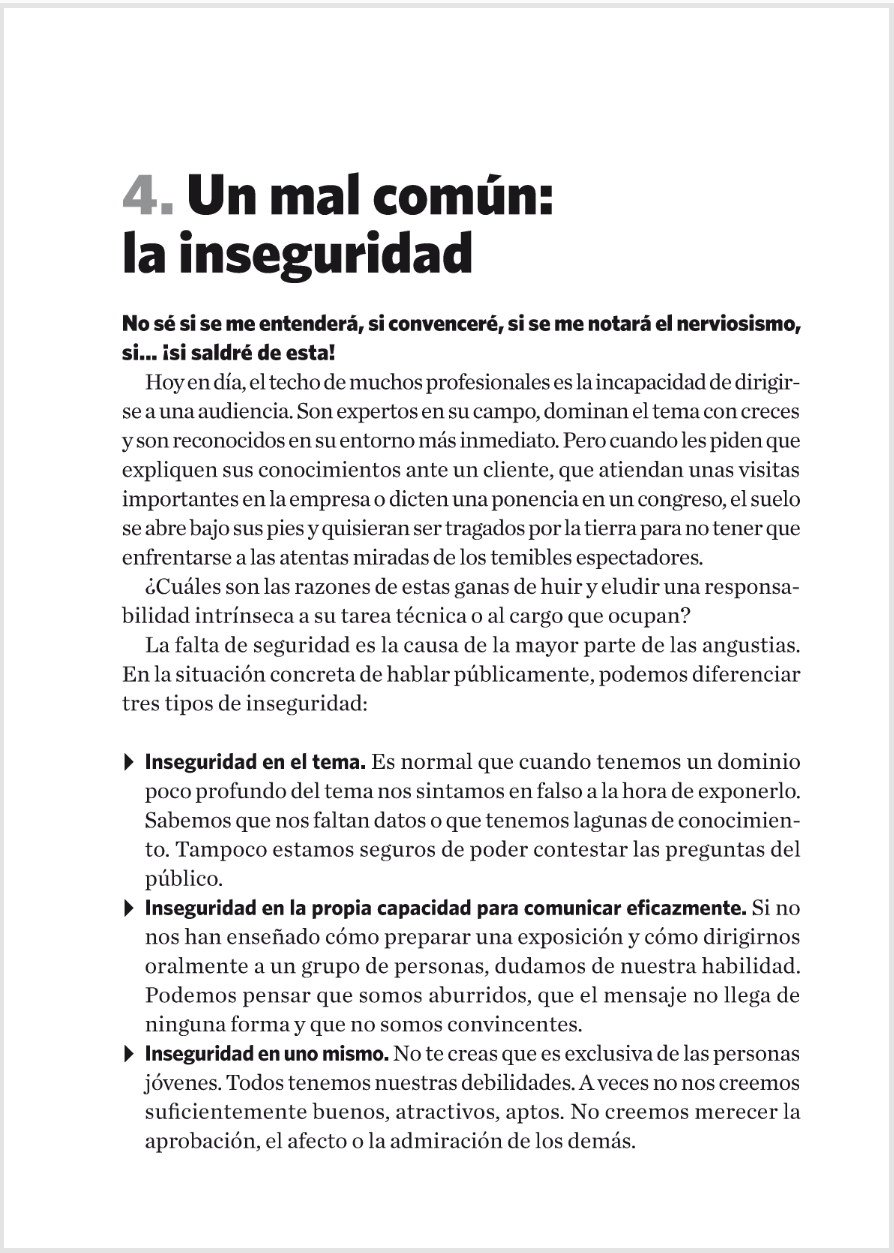 4. Un mal común:
la inseguridad
No sé si se me entenderá, si convenceré, si se me notará el nerviosismo,
si... ¡si saldré de esta!
Hoy en día, el techo de muchos profesionales es la incapacidad de dirigir-
se a una audiencia. Son expertos en su campo, dominan el tema con creces
y son reconocidos en su entorno más inmediato. Pero cuando les piden que
expliquen sus conocimientos ante un cliente, que atiendan unas visitas
importantes en la empresa o dicten una ponencia en un congreso, el suelo
se abre bajo sus pies y quisieran ser tragados por la tierra para no tener que
enfrentarse a las atentas miradas de los temibles espectadores.
¿Cuáles son las razones de estas ganas de huir y eludir una responsa-
bilidad intrínseca a su tarea técnica o al cargo que ocupan?
La falta de seguridad es la causa de la mayor parte de las angustias.
En la situación concreta de hablar públicamente, podemos diferenciar
tres tipos de inseguridad:
Inseguridad en el tema. Es normal que cuando tenemos un dominio
poco profundo del tema nos sintamos en falso a la hora de exponerlo.
Sabemos que nos faltan datos o que tenemos lagunas de conocimien-
to. Tampoco estamos seguros de poder contestar las preguntas del
público.
Inseguridad en la propia capacidad para comunicar eficazmente. Si no
nos han enseñado cómo preparar una exposición y cómo dirigirnos
oralmente a un grupo de personas, dudamos de nuestra habilidad.
Podemos pensar que somos aburridos, que el mensaje no llega de
ninguna forma y que no somos convincentes.
Inseguridad en uno mismo. No te creas que es exclusiva de las personas
jóvenes. Todos tenemos nuestras debilidades. A veces no nos creemos
suficientemente buenos, atractivos, aptos. No creemos merecer la
aprobación, el afecto o la admiración de los demás.